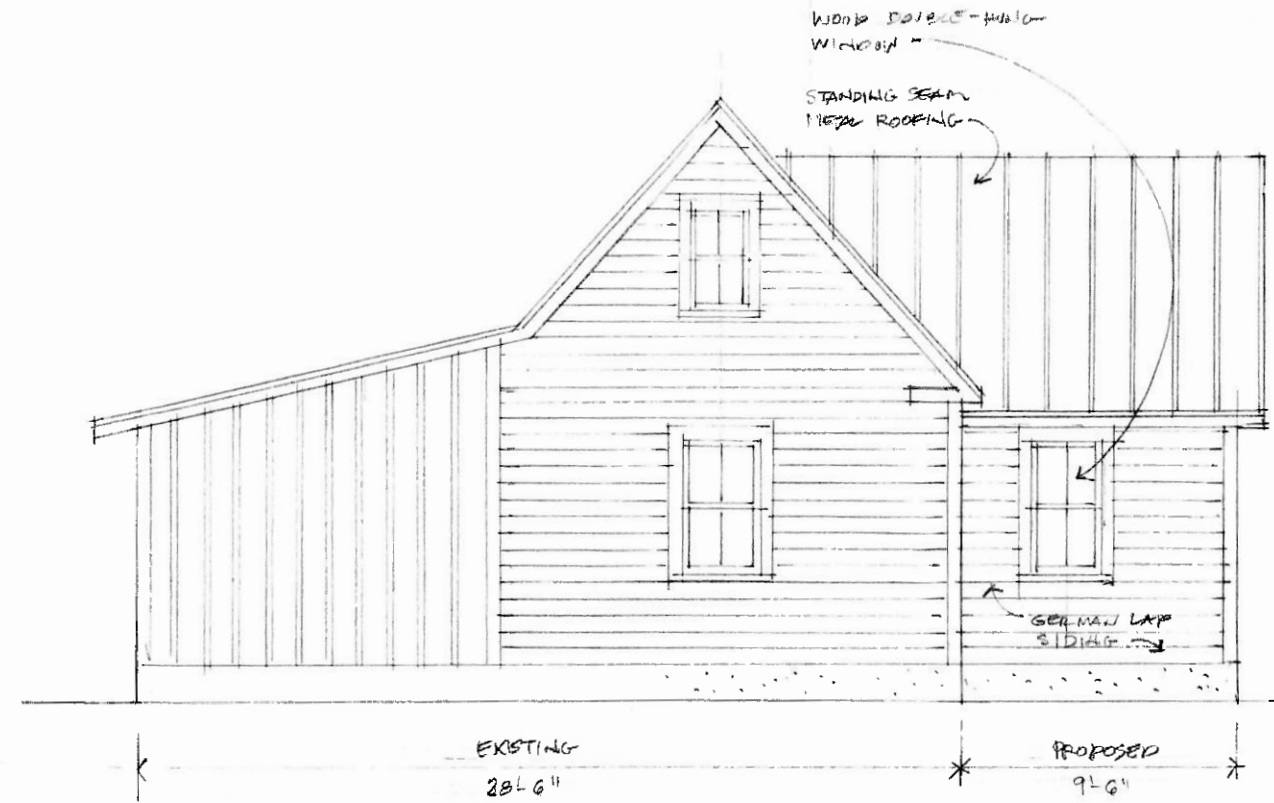 WOOD DOUBLE-HUNG
WINDOW
STANDING SEAM
METAL ROOFING
GERMAN LAP
SIDING
EXISTING
28'-6"
PROPOSED
9'-6"